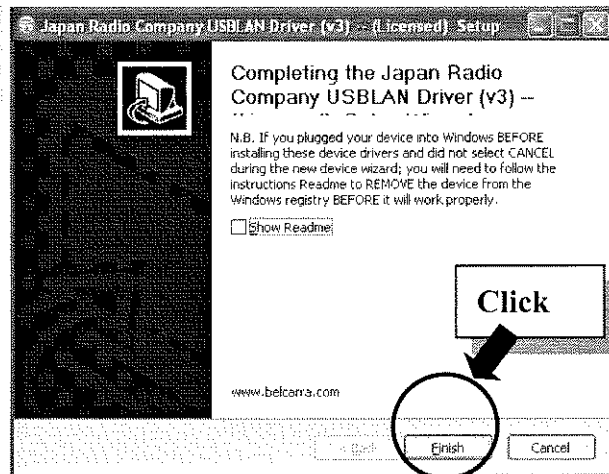 Japan Radio Company USBLAN Driver (v3) -- (Licensed) Setup
Completing the Japan Radio
Company USBLAN Driver (v3) --
N.B. If you plugged your device into Windows BEFORE
installing these device drivers and did not select CANCEL
during the new device wizard; you will need to follow the
instructions Readme to REMOVE the device from the
Windows registry BEFORE it will work properly.
Show Readme
Click
www.belcarra.com
< Back
Finish
Cancel